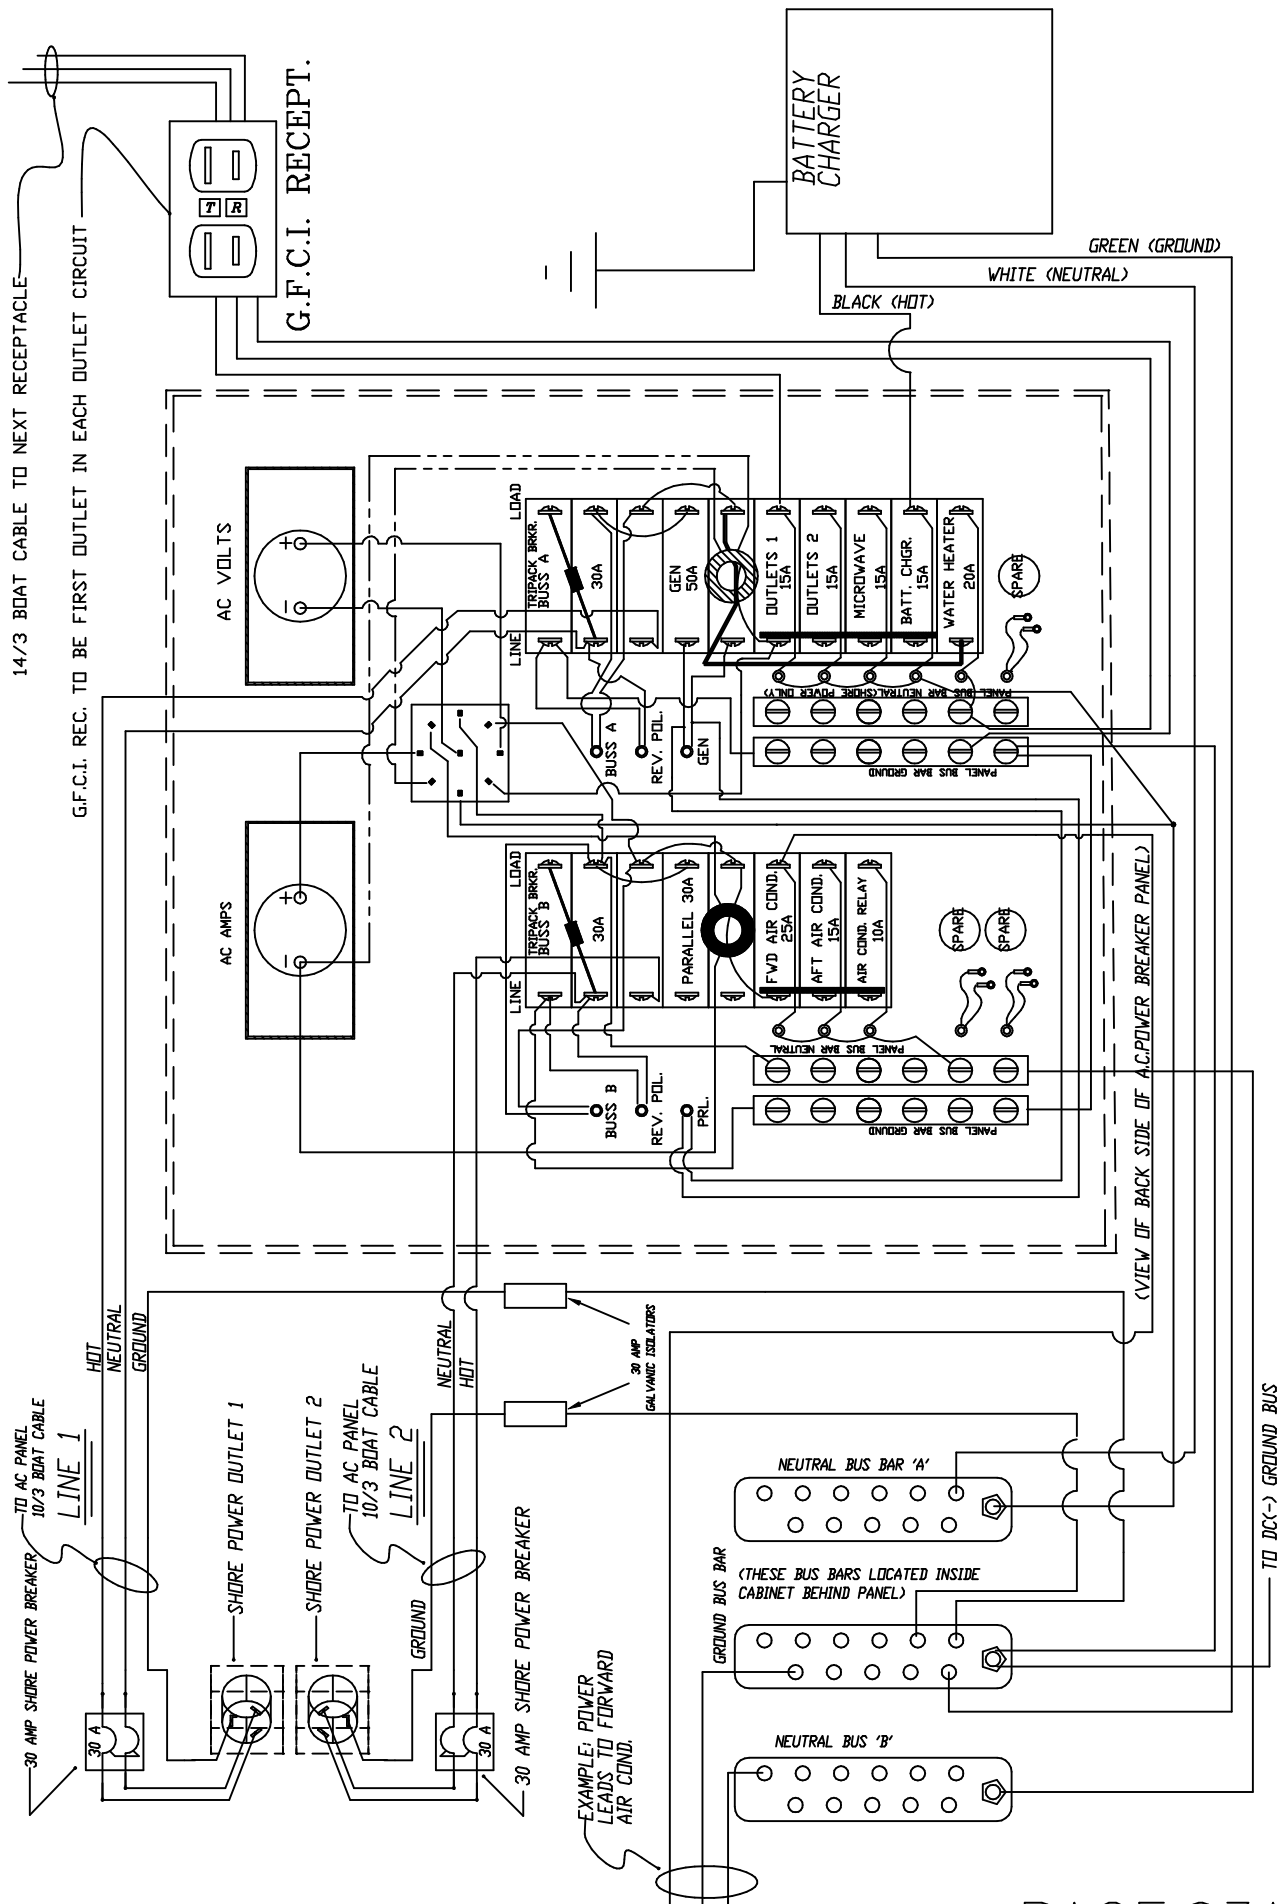 14/3 BOAT CABLE TO NEXT RECEPTACLE
G.F.C.I. REC. TO BE FIRST OUTLET IN EACH OUTLET CIRCUIT
T
R
G.F.C.I. RECEPT.
BATTERY
CHARGER
GREEN (GROUND)
WHITE (NEUTRAL)
BLACK (HOT)
AC VOLTS
+
-
AC AMPS
+
-
LOAD
LINE
TRIPACK BRKR.
BUSS A
30A
GEN
50A
OUTLETS 1
15A
OUTLETS 2
15A
MICROWAVE
15A
BATT. CHGR.
15A
WATER HEATER
20A
SPARE
BUSS A
REV. POL.
GEN
PANEL BUS BAR NEUTRAL(SHORE POWER ONLY)
PANEL BUS BAR GROUND
LOAD
LINE
TRIPACK BRKR.
BUSS B
30A
PARALLEL 30A
FWD AIR COND.
25A
AFT AIR COND.
15A
AIR COND. RELAY
10A
SPARE
SPARE
BUSS B
REV. POL.
PRL.
PANEL BUS BAR NEUTRAL
PANEL BUS BAR GROUND
(VIEW OF BACK SIDE OF A.C.POWER BREAKER PANEL)
HOT
NEUTRAL
GROUND
NEUTRAL
HOT
30 AMP
GALVANIC ISOLATORS
TO AC PANEL
10/3 BOAT CABLE
LINE 1
SHORE POWER OUTLET 1
SHORE POWER OUTLET 2
TO AC PANEL
10/3 BOAT CABLE
LINE 2
30 AMP SHORE POWER BREAKER
30 A
GROUND
30 A
30 AMP SHORE POWER BREAKER
EXAMPLE: POWER
LEADS TO FORWARD
AIR COND.
NEUTRAL BUS BAR 'A'
(THESE BUS BARS LOCATED INSIDE
CABINET BEHIND PANEL)
GROUND BUS BAR
NEUTRAL BUS 'B'
TO DC(-) GROUND BUS